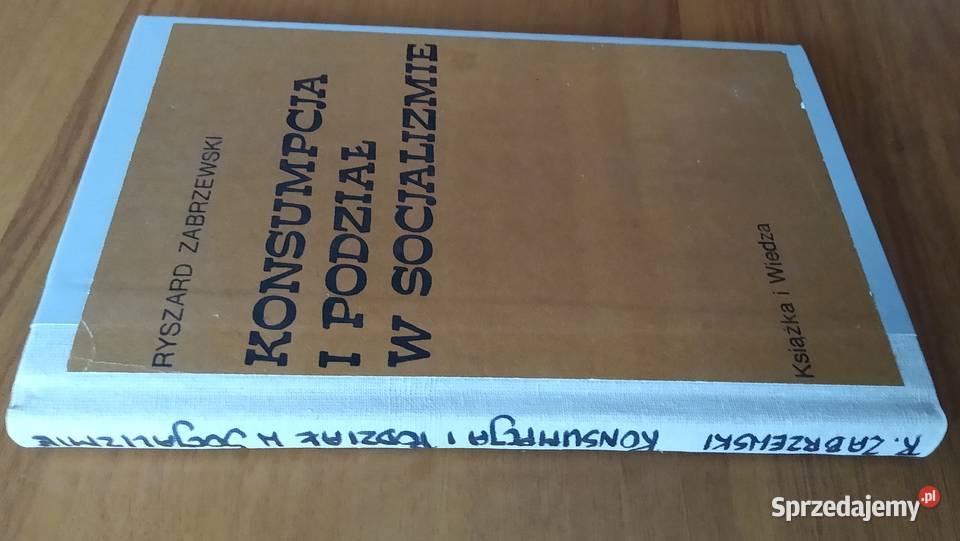 RYSZARD ZABRZEWSKI
KONSUMPCJA
I PODZIAŁ
W SOCJALIZMIE
Książka i Wiedza
R. ZABRZEWSKI KONSUMPCJA I PODZIAŁ W SOCJALIZMIE
Sprzedajemy.pl